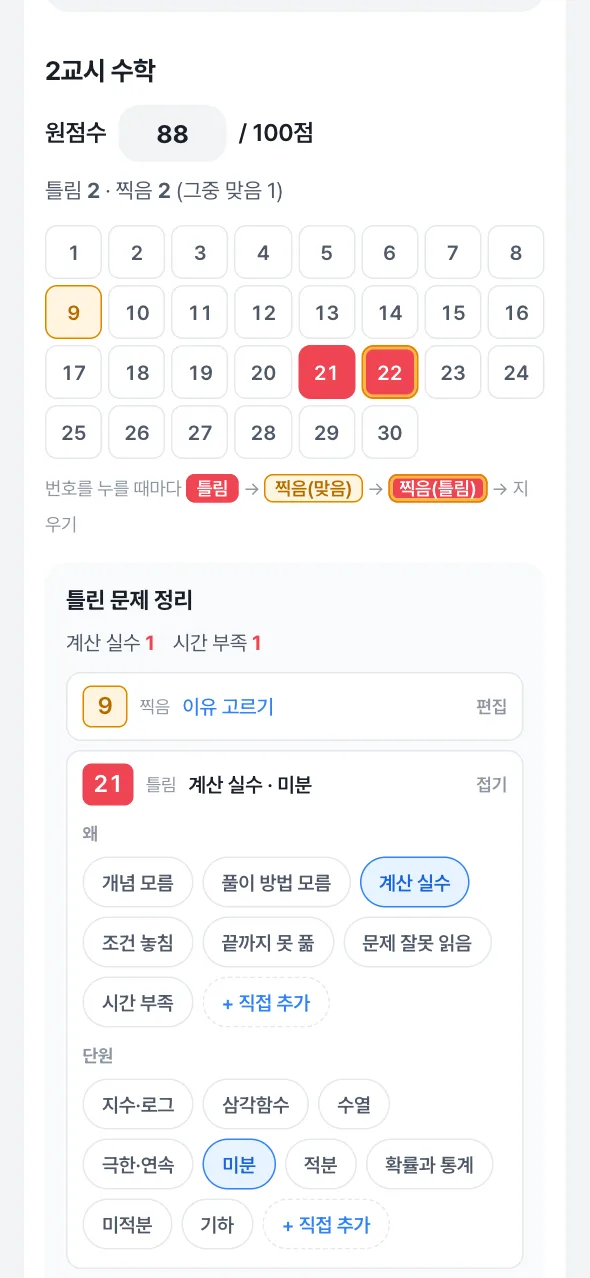 2교시 수학
원점수 88 / 100점
틀림 2 · 찍음 2 (그중 맞음 1)
1 2 3 4 5 6 7 8
9 10 11 12 13 14 15 16
17 18 19 20 21 22 23 24
25 26 27 28 29 30
번호를 누를 때마다 틀림 → 찍음(맞음) → 찍음(틀림) → 지
우기
틀린 문제 정리
계산 실수 1 시간 부족 1
9 찍음 이유 고르기 편집
21 틀림 계산 실수 · 미분 접기
왜
개념 모름 풀이 방법 모름 계산 실수
조건 놓침 끝까지 못 풂 문제 잘못 읽음
시간 부족 + 직접 추가
단원
지수·로그 삼각함수 수열
극한·연속 미분 적분 확률과 통계
미적분 기하 + 직접 추가